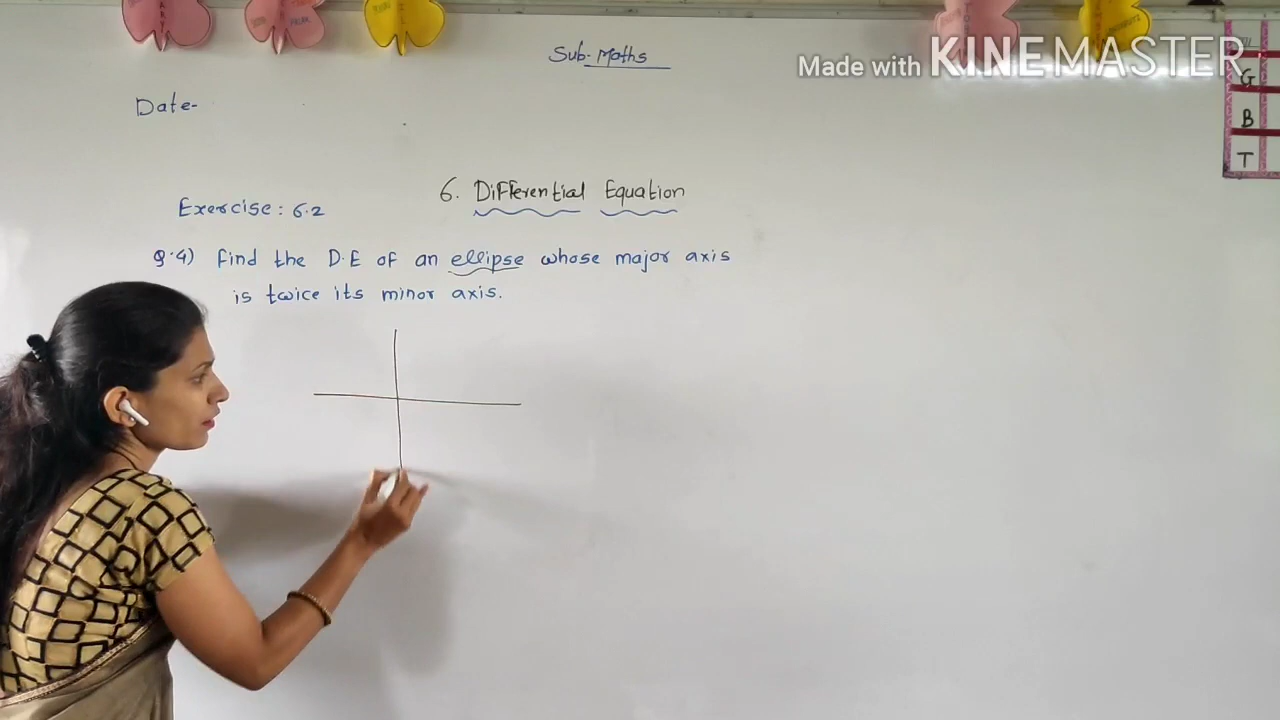 Sub- Maths
Made with KINEMASTER
Date-
G
B
T
6. Differential Equation
Exercise: 6.2
Q.4) Find the D.E of an ellipse whose major axis
is twice its minor axis.